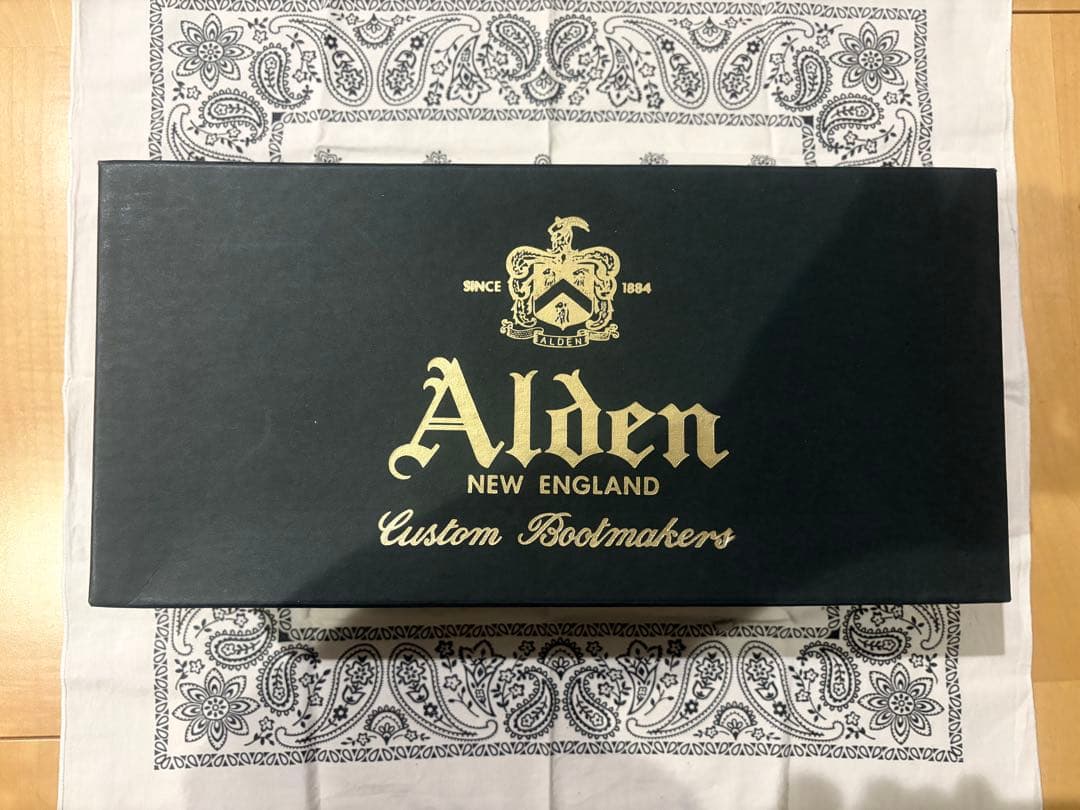 SINCE 1884
ALDEN
Alden
NEW ENGLAND
Custom Bootmakers